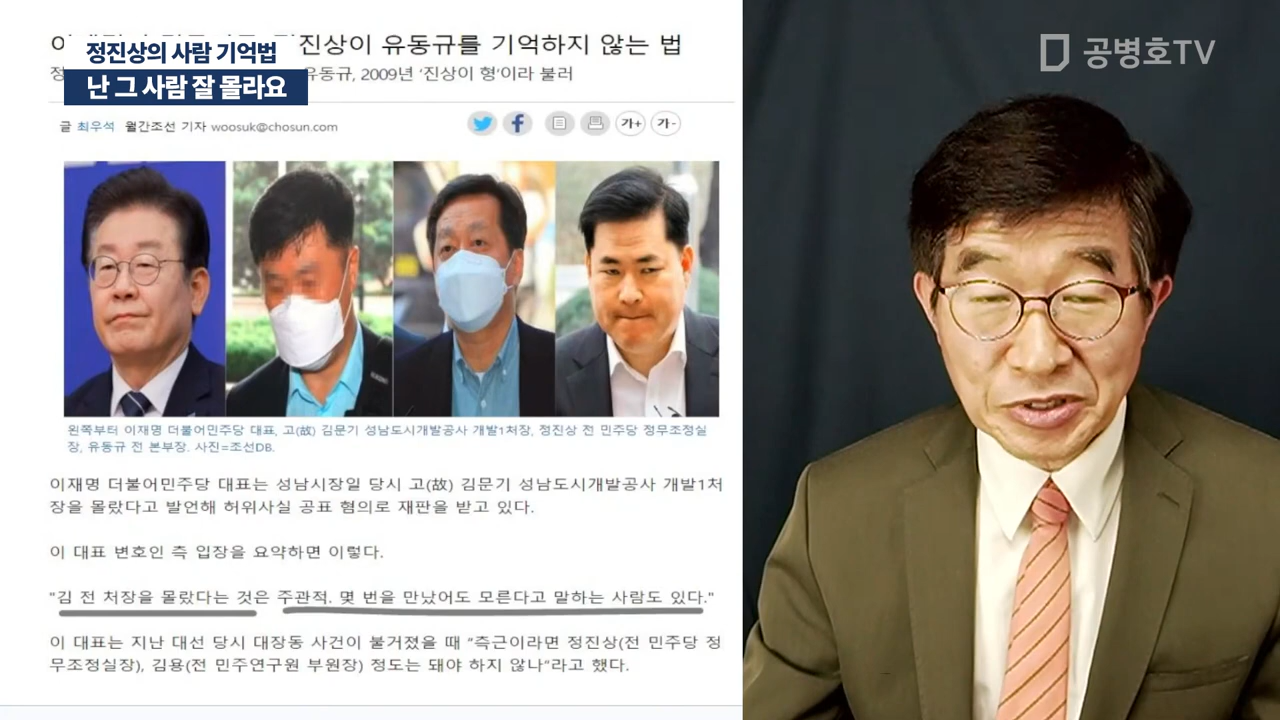 정진상의 사람 기억법
난 그 사람 잘 몰라요
진상이 유동규를 기억하지 않는 법
유동규, 2009년 '진상이 형'이라 불러
공병호TV
글 최우석 월간조선 기자 woosuk@chosun.com
가+ 가-
왼쪽부터 이재명 더불어민주당 대표, 고(故) 김문기 성남도시개발공사 개발1처장, 정진상 전 민주당 정무조정실
장, 유동규 전 본부장. 사진=조선DB.
이재명 더불어민주당 대표는 성남시장일 당시 고(故) 김문기 성남도시개발공사 개발1처
장을 몰랐다고 발언해 허위사실 공표 혐의로 재판을 받고 있다.
이 대표 변호인 측 입장을 요약하면 이렇다.
"김 전 처장을 몰랐다는 것은 주관적. 몇 번을 만났어도 모른다고 말하는 사람도 있다."
이 대표는 지난 대선 당시 대장동 사건이 불거졌을 때 "측근이라면 정진상(전 민주당 정
무조정실장), 김용(전 민주연구원 부원장) 정도는 돼야 하지 않나"라고 했다.